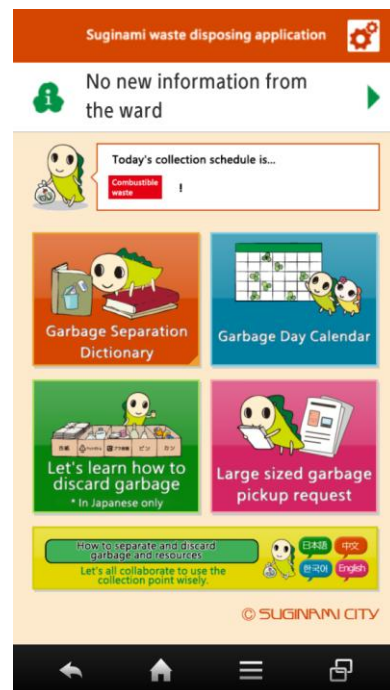 Suginami waste disposing application
No new information from
the ward
Today's collection schedule is...
Combustible
waste
!
Garbage Separation
Dictionary
Garbage Day Calendar
Let's learn how to
discard garbage
* In Japanese only
Large sized garbage
pickup request
How to separate and discard
garbage and resources
Let's all collaborate to use the
collection point wisely.
日本語 中文
한국어 English
© SUGINAMI CITY